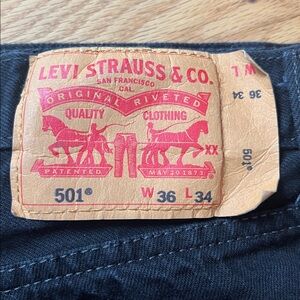 LEVI STRAUSS & CO.
SAN FRANCISCO
CAL.
ORIGINAL RIVETED
QUALITY CLOTHING
XX
PATENTED MAY 20 1873
501® W 36 L 34
W L
36 34
501®